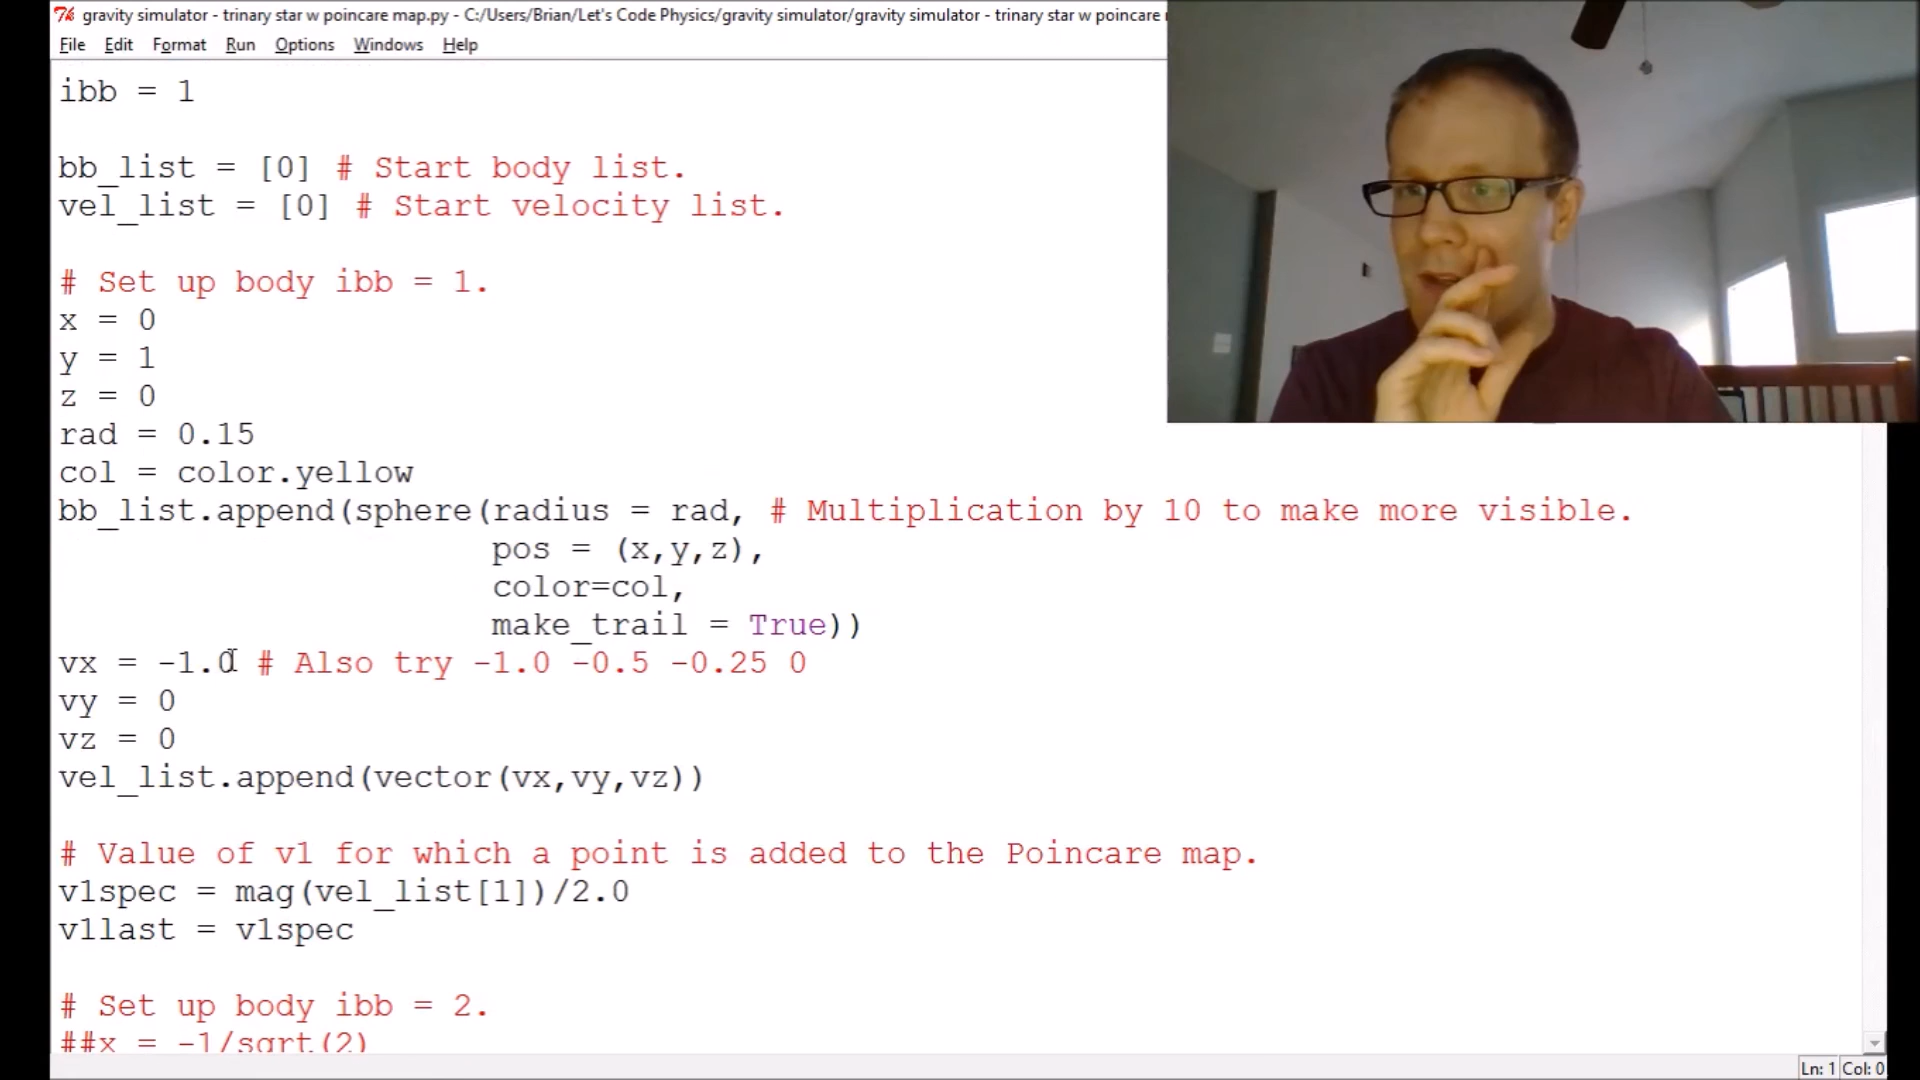 gravity simulator - trinary star w poincare map.py - C:/Users/Brian/Let's Code Physics/gravity simulator/gravity simulator - trinary star w poincare
File Edit Format Run Options Windows Help
ibb = 1
bb_list = [0] # Start body list.
vel_list = [0] # Start velocity list.
# Set up body ibb = 1.
x = 0
y = 1
z = 0
rad = 0.15
col = color.yellow
bb_list.append(sphere(radius = rad, # Multiplication by 10 to make more visible.
pos = (x,y,z),
color=col,
make_trail = True))
vx = -1.0 # Also try -1.0 -0.5 -0.25 0
vy = 0
vz = 0
vel_list.append(vector(vx,vy,vz))
# Value of v1 for which a point is added to the Poincare map.
v1spec = mag(vel_list[1])/2.0
v1last = v1spec
# Set up body ibb = 2.
##x = -1/sqrt(2)
Ln: 1 Col: 0